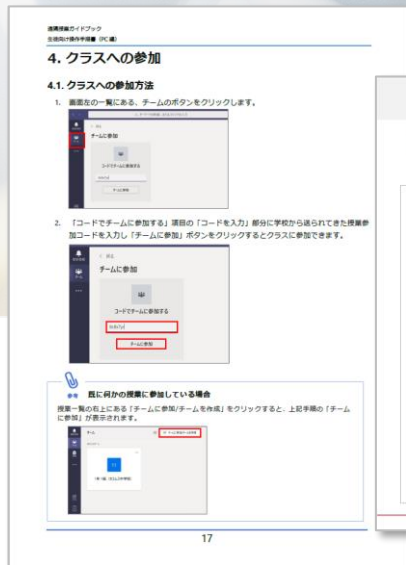 遠隔授業ガイドブック
生徒向け操作手順書（PC編）
4. クラスへの参加
4.1. クラスへの参加方法
1. 画面左の一覧にある、チームのボタンをクリックします。
チームに参加
コードでチームに参加する
チームに参加
2. 「コードでチームに参加する」項目の「コードを入力」部分に学校から送られてきた授業参
加コードを入力し「チームに参加」ボタンをクリックするとクラスに参加できます。
チームに参加
コードでチームに参加する
チームに参加
参考 既に何かの授業に参加している場合
授業一覧の右上にある「チームに参加/チームを作成」をクリックすると、上記手順の「チーム
に参加」が表示されます。
チーム
17